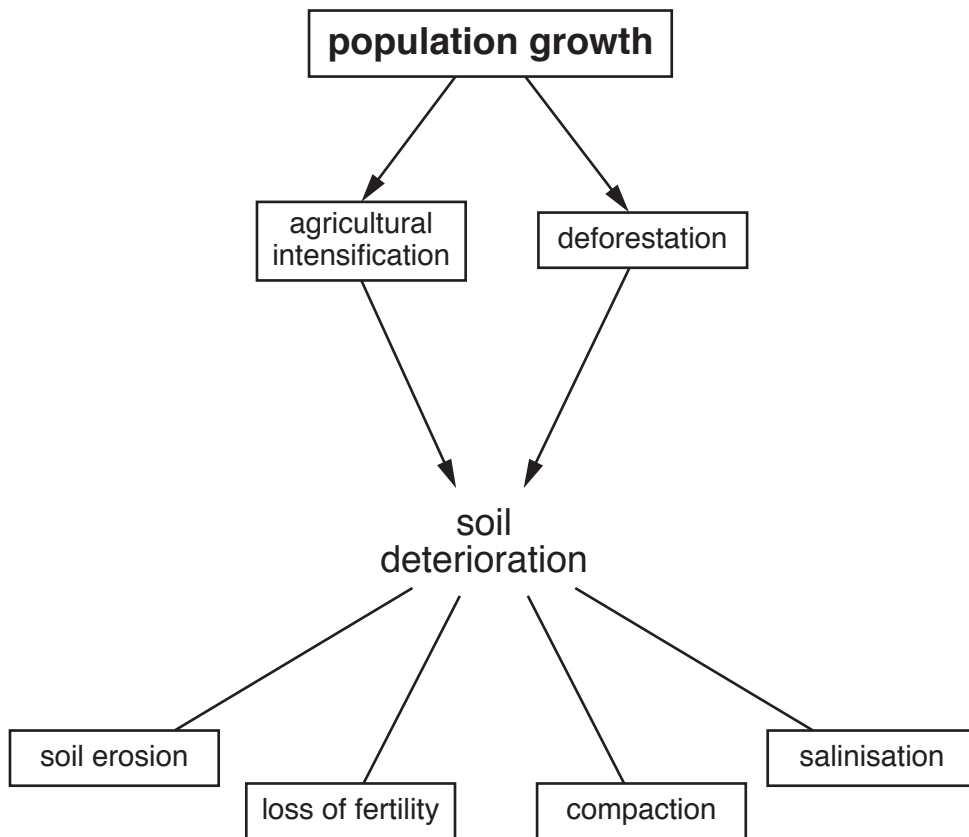 population growth
agricultural
intensification
deforestation
soil
deterioration
soil erosion
salinisation
loss of fertility
compaction